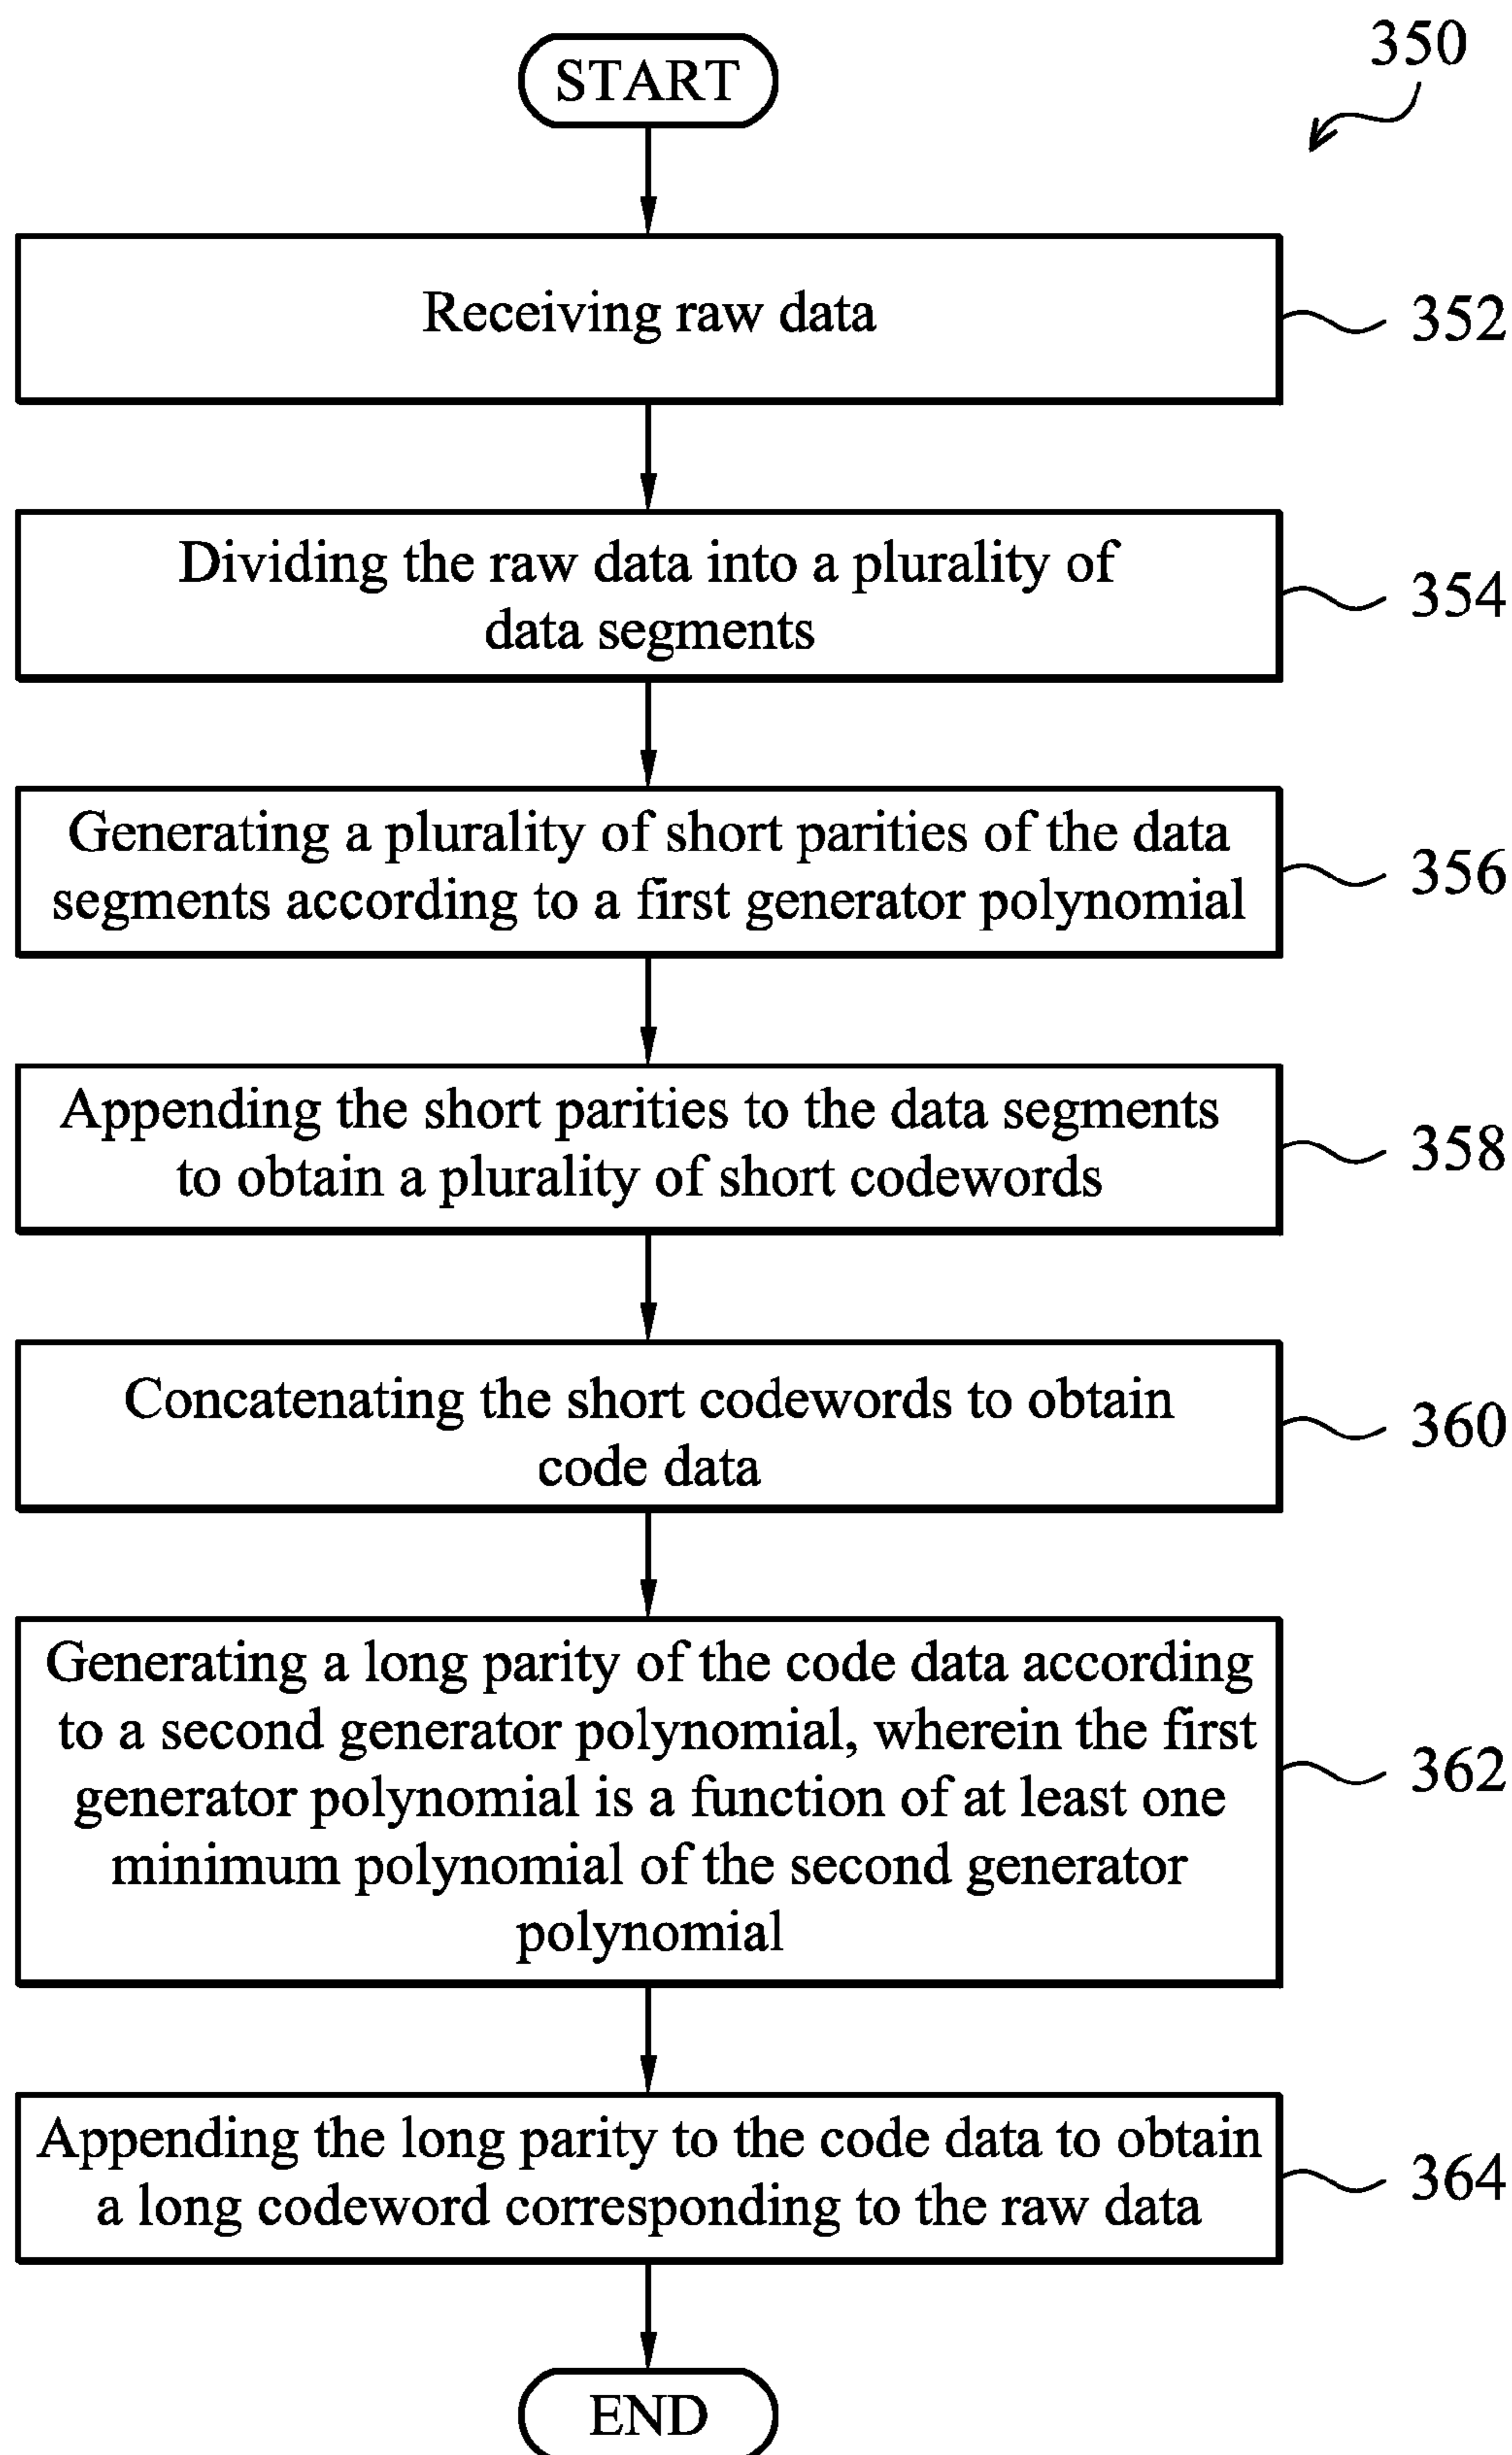 350
START
Receiving raw data
352
Dividing the raw data into a plurality of
data segments
354
Generating a plurality of short parities of the data
segments according to a first generator polynomial
356
Appending the short parities to the data segments
to obtain a plurality of short codewords
358
Concatenating the short codewords to obtain
code data
360
Generating a long parity of the code data according
to a second generator polynomial, wherein the first
generator polynomial is a function of at least one
minimum polynomial of the second generator
polynomial
362
Appending the long parity to the code data to obtain
a long codeword corresponding to the raw data
364
END